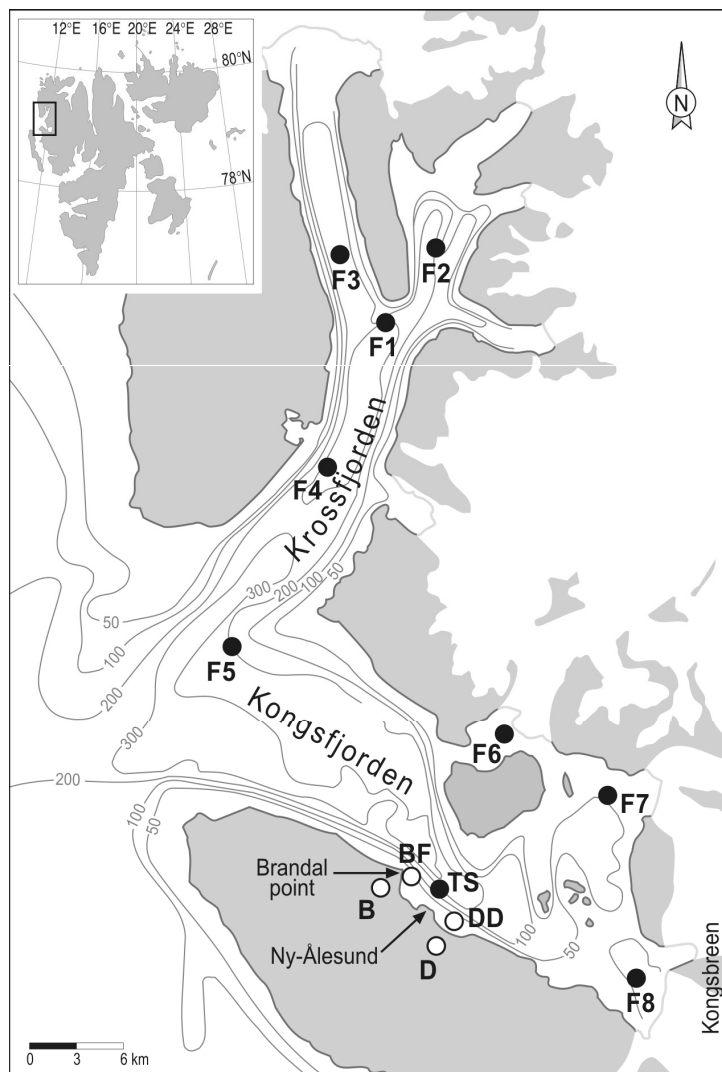 12°E 16°E 20°E 24°E 28°E
80°N
78°N
N
F3
F2
F1
F4
Krossfjorden
300
200
100
50
50
100
200
300
F5
Kongsfjorden
F6
F7
200
100
50
BF
Brandal
point
TS
B
DD
100
50
Ny-Ålesund
D
F8
Kongsbreen
0 3 6 km